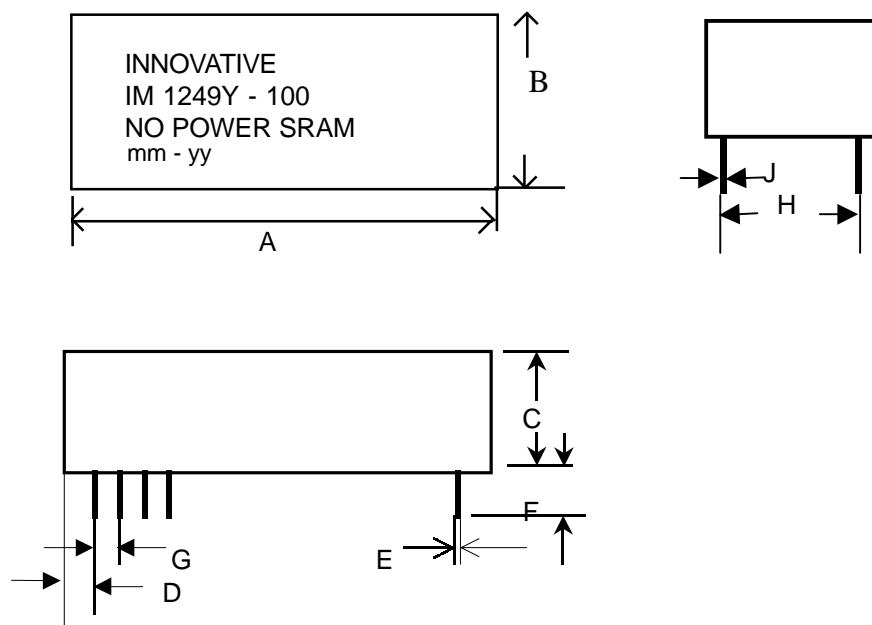 INNOVATIVE
IM 1249Y - 100
NO POWER SRAM
mm - yy
B
A
J
H
C
F
G
E
D